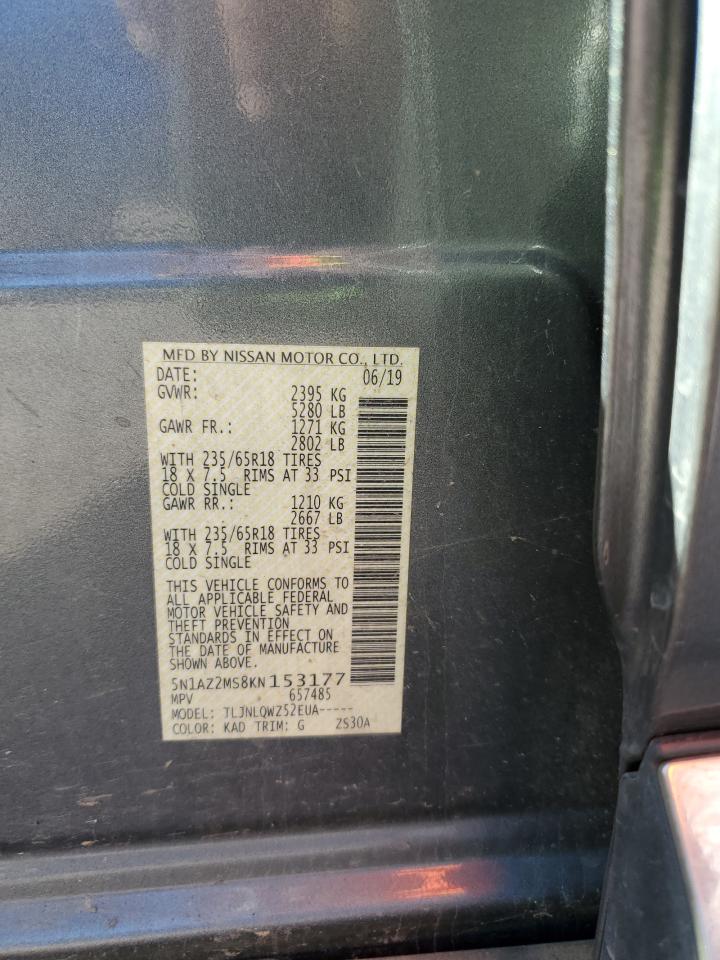 MFD BY NISSAN MOTOR CO., LTD.
DATE: 06/19
GVWR: 2395 KG
5280 LB
GAWR FR.: 1271 KG
2802 LB
WITH 235/65R18 TIRES
18 X 7.5 RIMS AT 33 PSI
COLD SINGLE
GAWR RR.: 1210 KG
2667 LB
WITH 235/65R18 TIRES
18 X 7.5 RIMS AT 33 PSI
COLD SINGLE
THIS VEHICLE CONFORMS TO
ALL APPLICABLE FEDERAL
MOTOR VEHICLE SAFETY AND
THEFT PREVENTION
STANDARDS IN EFFECT ON
THE DATE OF MANUFACTURE
SHOWN ABOVE.
5N1AZ2MS8KN153177
MPV 657485
MODEL: TLJNLQWZ52EUA-----
COLOR: KAD TRIM: G ZS30A